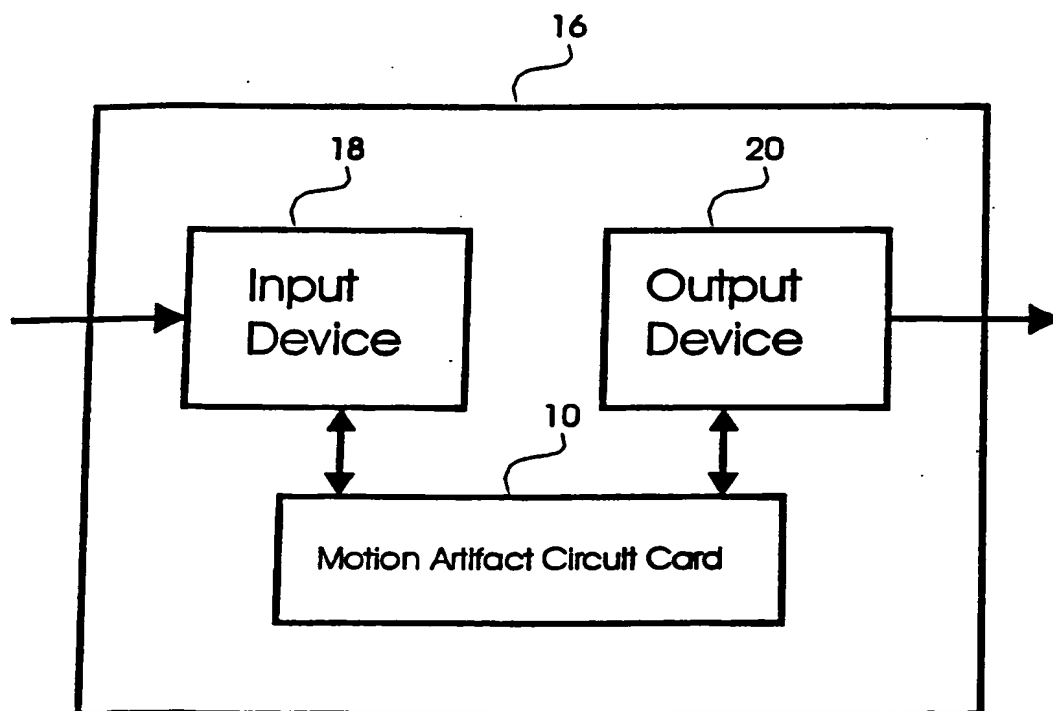 16
18
20
Input
Device
Output
Device
10
Motion Artifact Circuit Card